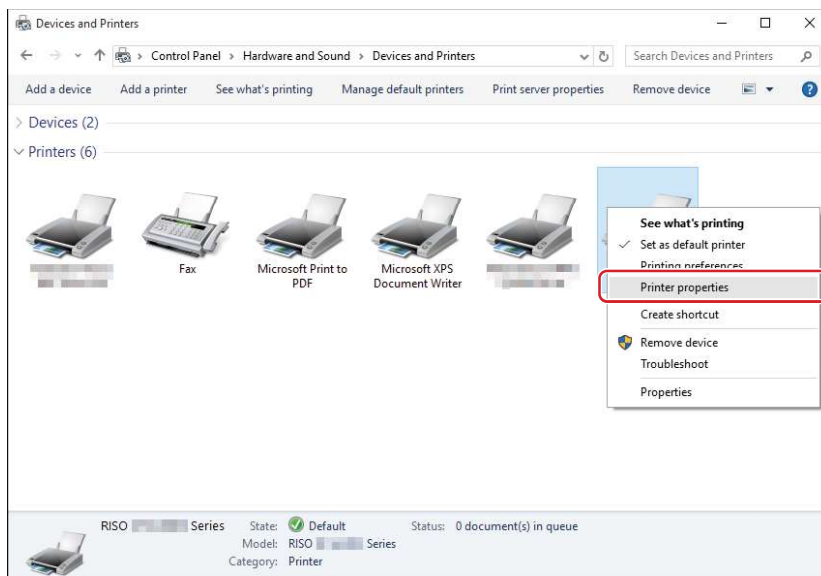 Devices and Printers
Control Panel > Hardware and Sound > Devices and Printers
Search Devices and Printers
Add a device Add a printer See what's printing Manage default printers Print server properties Remove device
Devices (2)
Printers (6)
Fax
Microsoft Print to
PDF
Microsoft XPS
Document Writer
See what's printing
Set as default printer
Printing preferences
Printer properties
Create shortcut
Remove device
Troubleshoot
Properties
RISO Series State: Default Status: 0 document(s) in queue
Model: RISO Series
Category: Printer